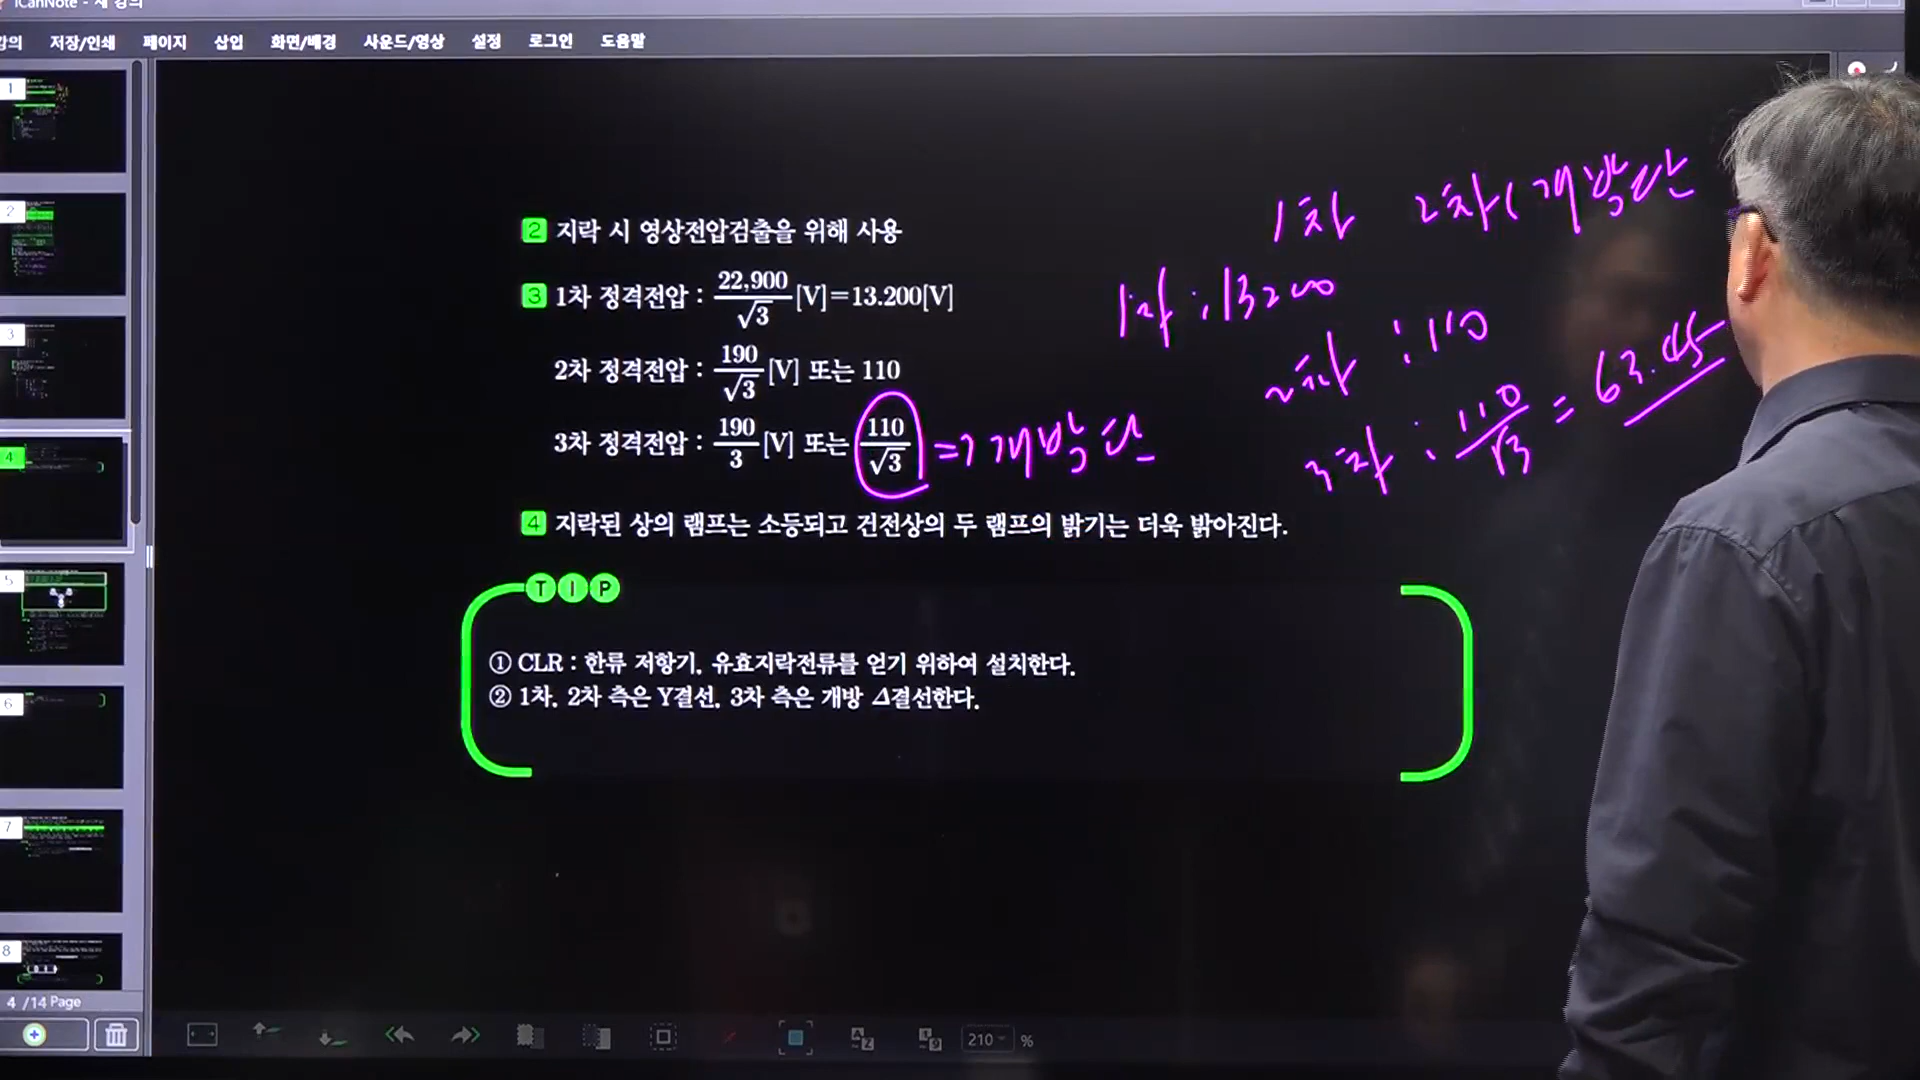 iCanNote - 새 강의
강의 저장/인쇄 페이지 삽입 화면/배경 사운드/영상 설정 로그인 도움말
1
2
3
4
5
6
7
8
4 /14 Page
1차 2차( 개방단
2 지락 시 영상전압검출을 위해 사용
3 1차 정격전압 : 22,900/√3 [V]=13.200[V]
1차 : 13200
2차 정격전압 : 190/√3 [V] 또는 110
2차 : 110
3차 정격전압 : 190/3 [V] 또는 110/√3 => 개방단
3차 : 110/√3 = 63.45
4 지락된 상의 램프는 소등되고 건전상의 두 램프의 밝기는 더욱 밝아진다.
TIP
① CLR : 한류 저항기, 유효지락전류를 얻기 위하여 설치한다.
② 1차, 2차 측은 Y결선, 3차 측은 개방 Δ결선한다.
210 %